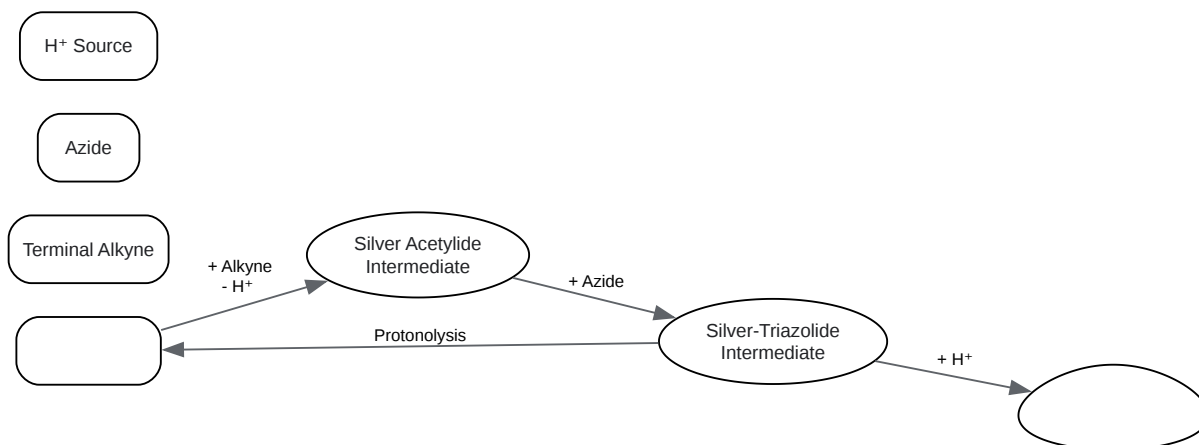 H⁺ Source
Azide
Terminal Alkyne
+ Alkyne
- H⁺
Silver Acetylide
Intermediate
+ Azide
Protonolysis
Silver-Triazolide
Intermediate
+ H⁺